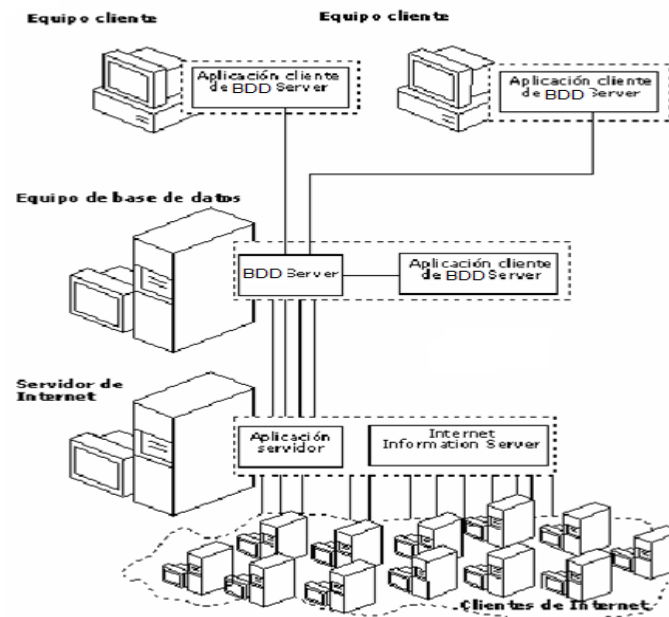 Equipo cliente
Equipo cliente
Aplicación cliente
de BDD Server
Aplicación cliente
de BDD Server
Equipo de base de datos
BDD Server
Aplicación cliente
de BDD Server
Servidor de
Internet
Aplicación
servidor
Internet
Information Server
Clientes de Internet